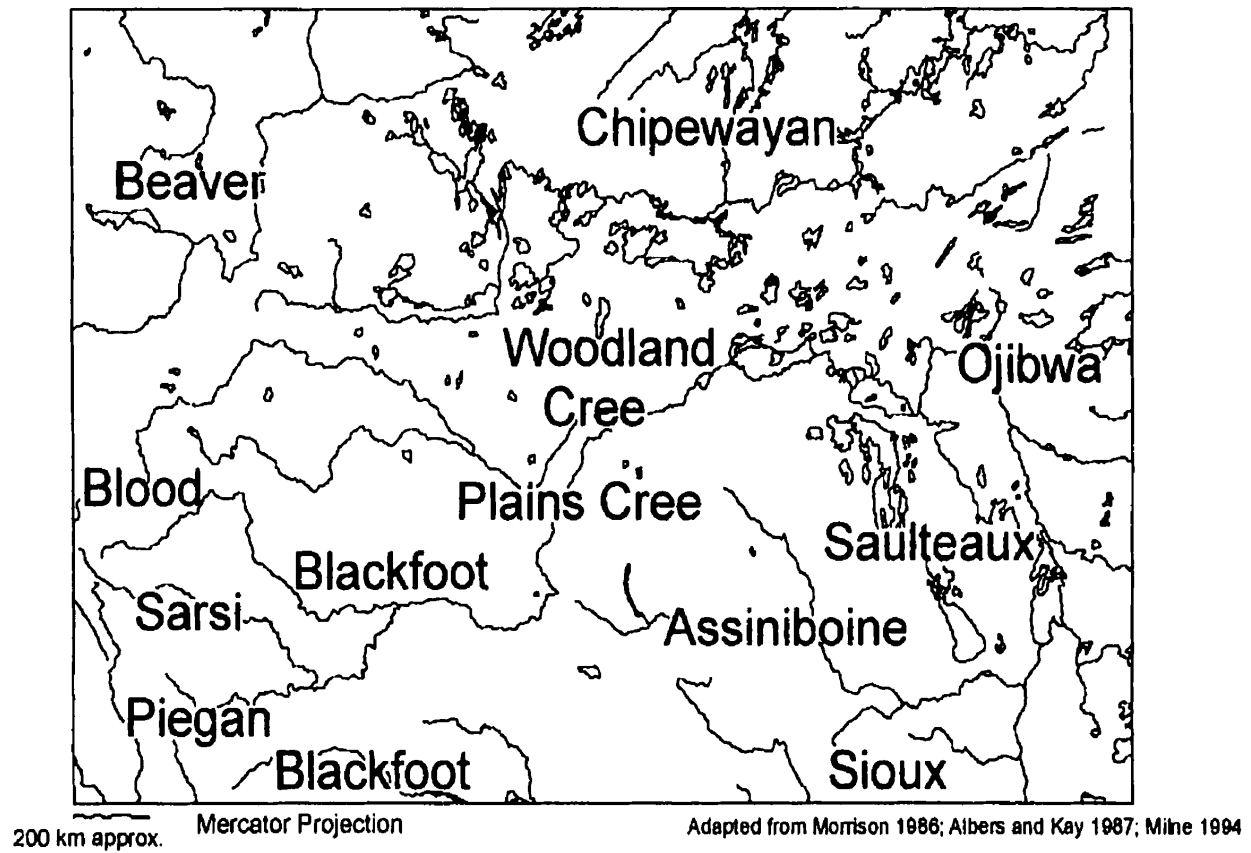 Chipewayan
Beaver
Woodland
Cree
Ojibwa
Blood
Plains Cree
Saulteaux
Blackfoot
Sarsi
Assiniboine
Piegan
Blackfoot
Sioux
200 km approx.
Mercator Projection
Adapted from Morrison 1986; Albers and Kay 1987; Milne 1994